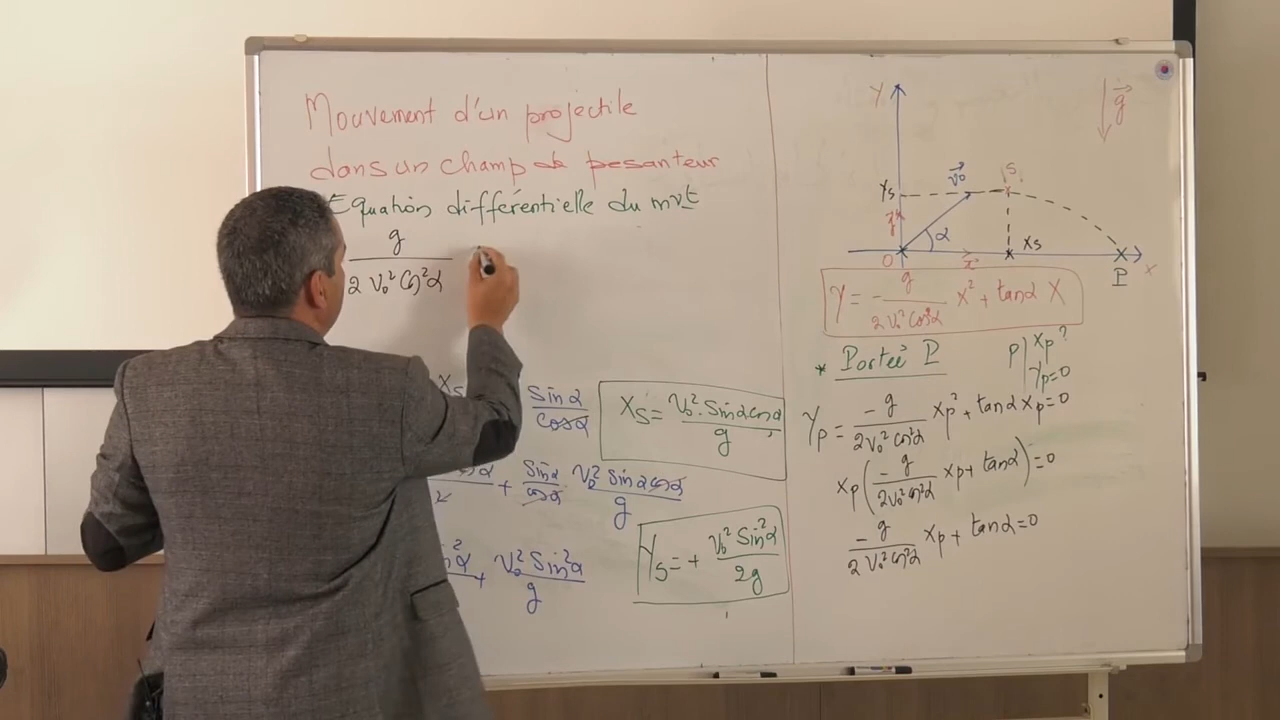 Mouvement d'un projectile
dans un champ de pesanteur
Equation différentielle du mvt
g / 2 V₀² Cos²α
Xs
Sinα / cosα
Xs = V₀². Sinα cosα / g
+ Sinα / cosα V₀² Sinα cosα / g
+ V₀² Sin²α / g
Ys = + V₀² Sin²α / 2g
Y
g⃗
Ys
V⃗₀
S
α
O
Xs
P
X
Y = - g / 2V₀² Cos²α X² + tanα X
* Porteé P
P | Xp ?
Yp = 0
Yp = -g / 2V₀² Cos²α Xp² + tanα Xp = 0
Xp ( -g / 2V₀² Cos²α Xp + tanα ) = 0
-g / 2V₀² Cos²α Xp + tanα = 0